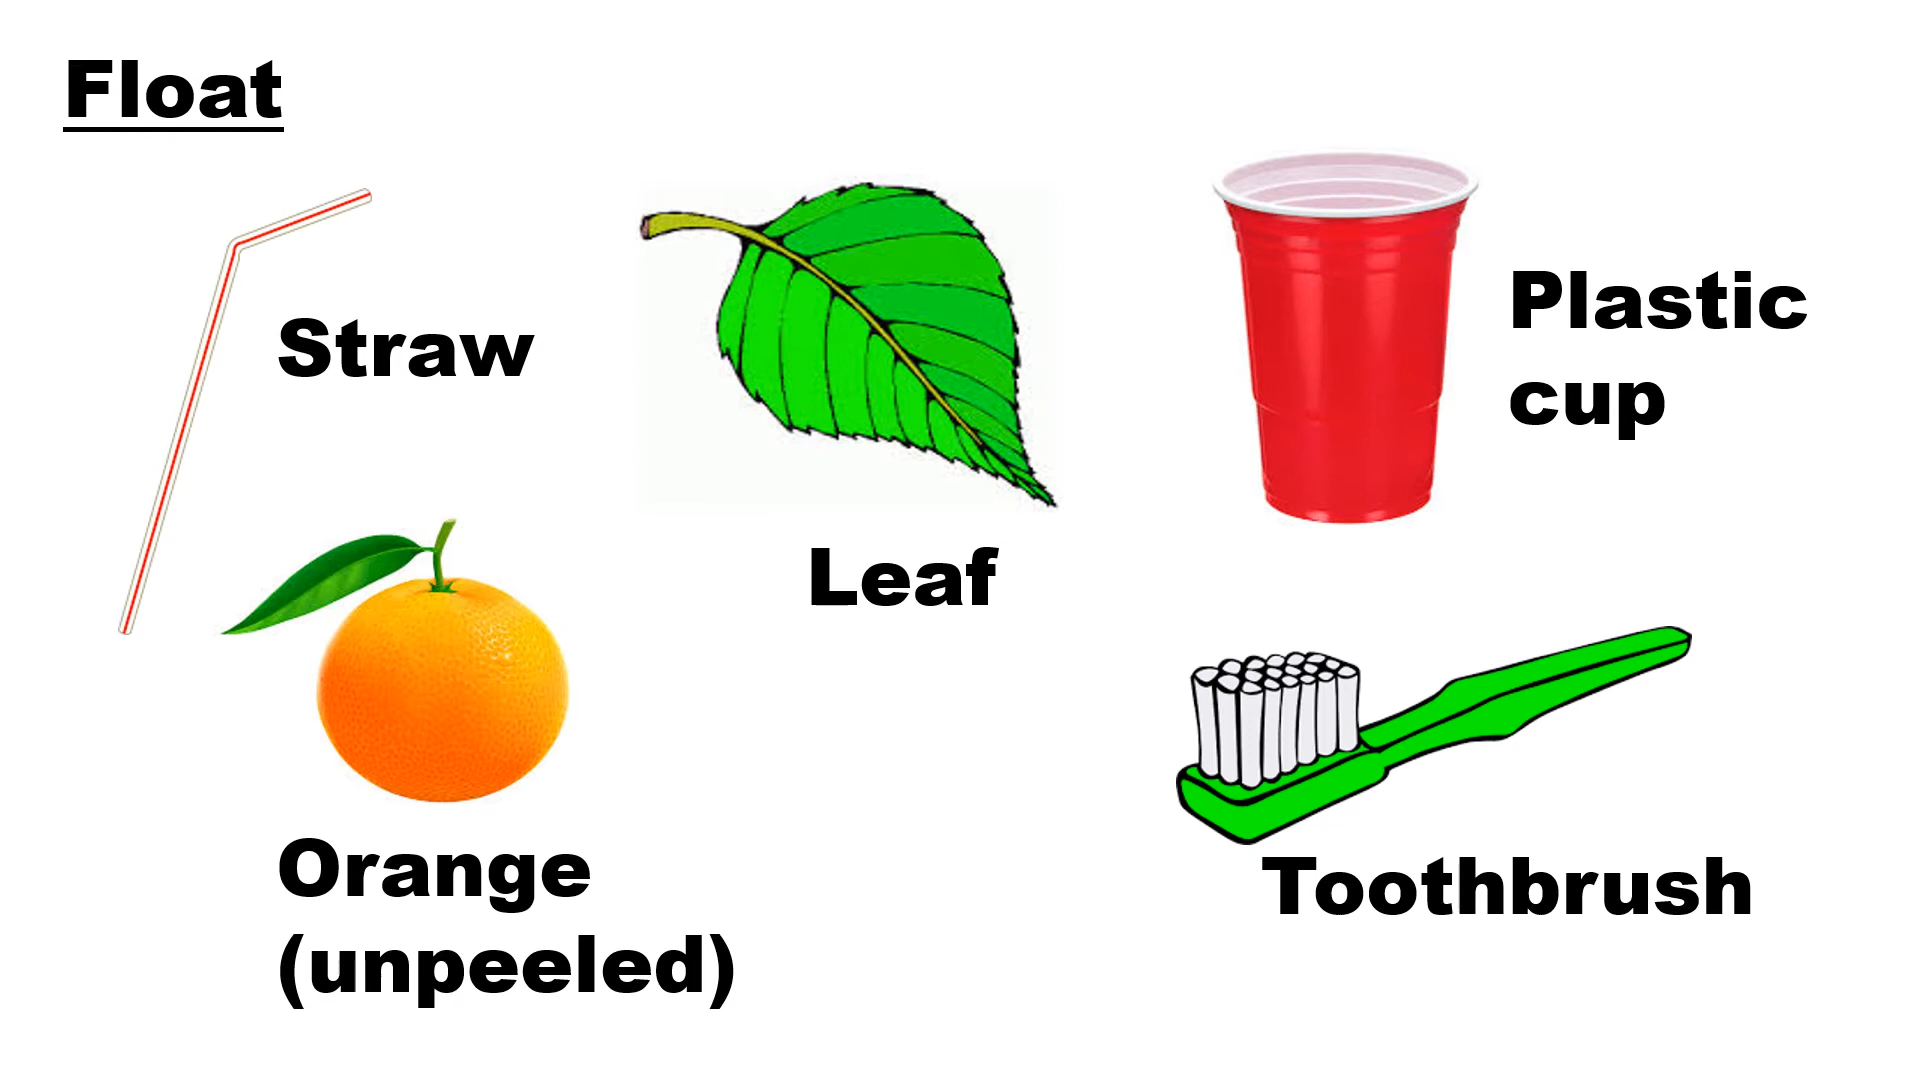 Float
Straw
Leaf
Plastic
cup
Orange
(unpeeled)
Toothbrush